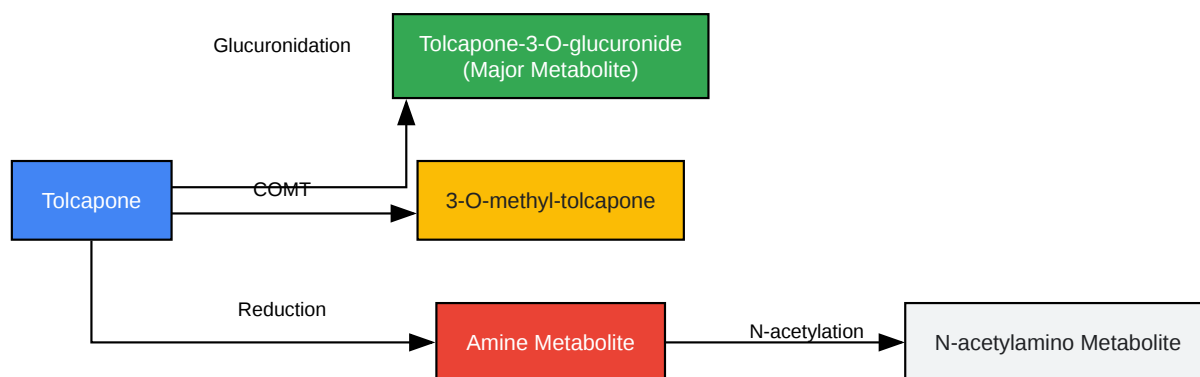 Glucuronidation
Tolcapone-3-O-glucuronide
(Major Metabolite)
Tolcapone
COMT
3-O-methyl-tolcapone
Reduction
Amine Metabolite
N-acetylation
N-acetylamino Metabolite